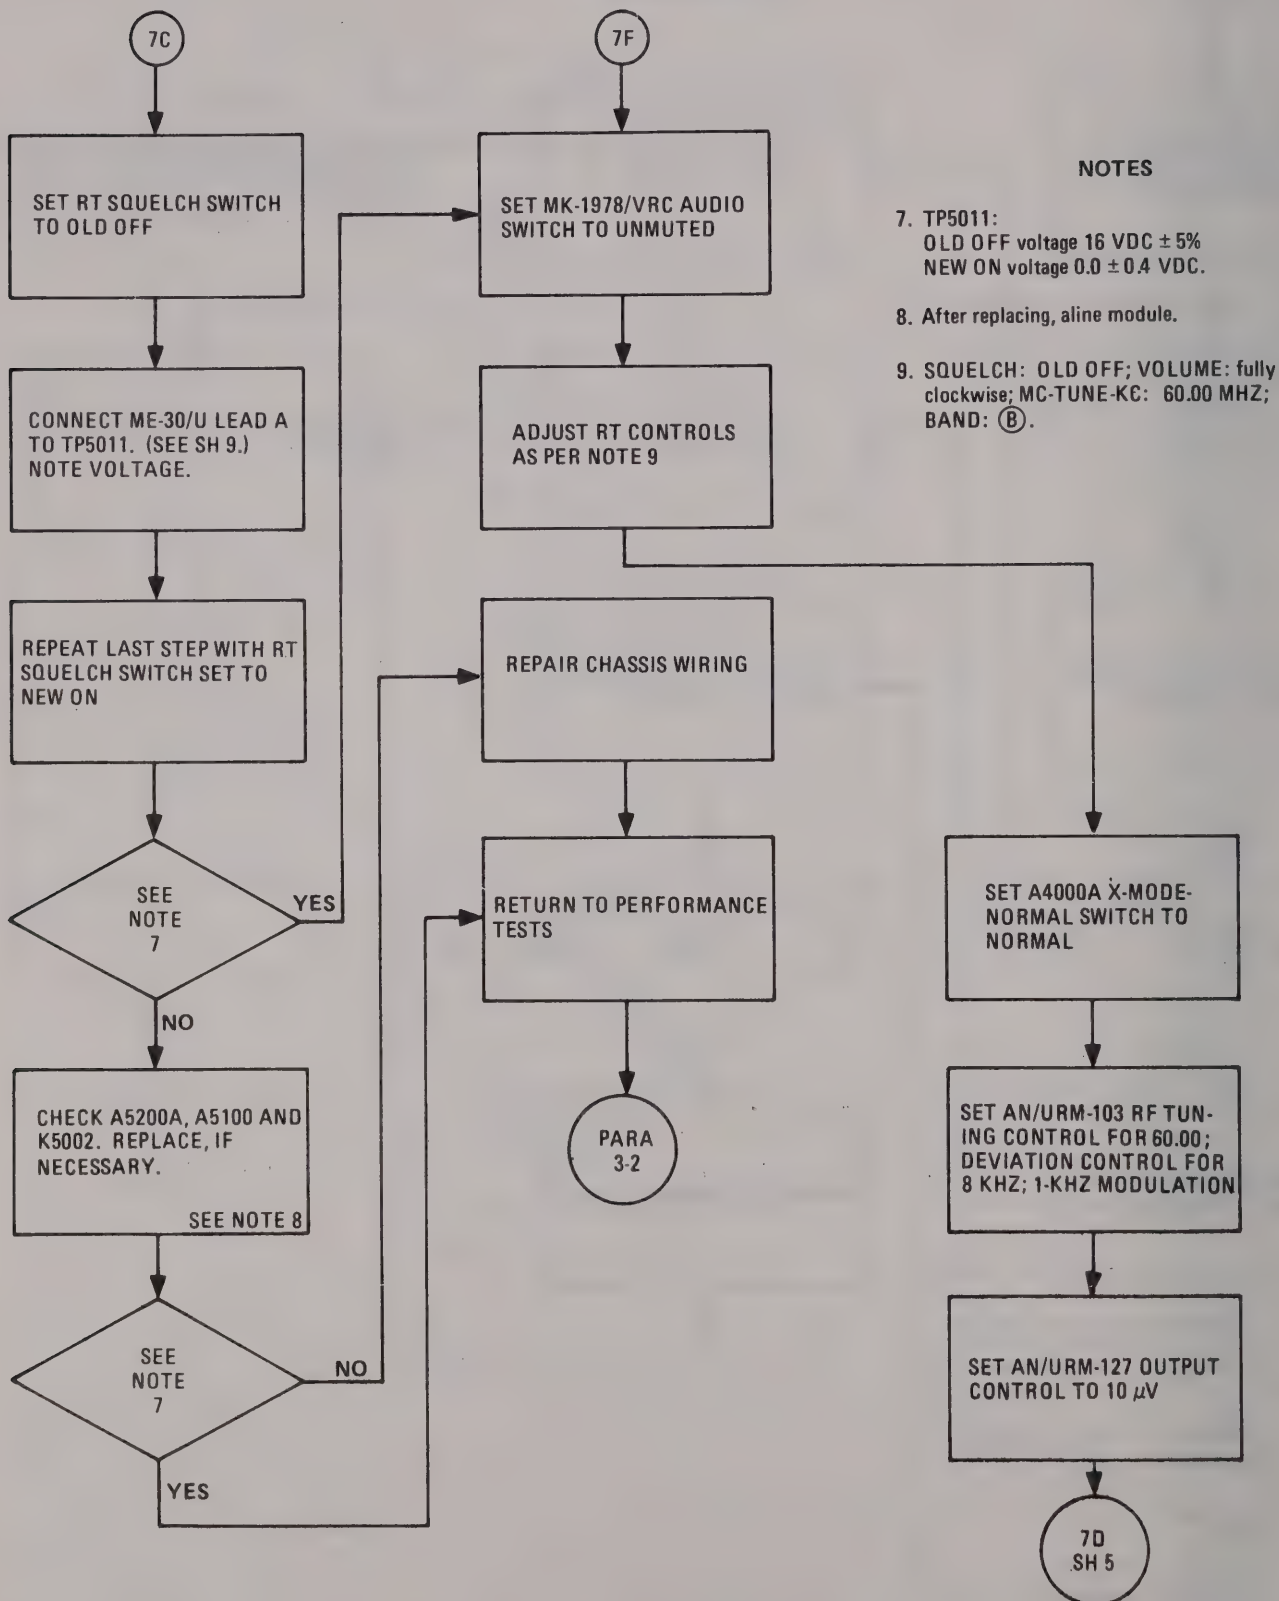 7C
SET RT SQUELCH SWITCH
TO OLD OFF
CONNECT ME-30/U LEAD A
TO TP5011. (SEE SH 9.)
NOTE VOLTAGE.
REPEAT LAST STEP WITH RT
SQUELCH SWITCH SET TO
NEW ON
SEE
NOTE
7
YES
NO
CHECK A5200A, A5100 AND
K5002. REPLACE, IF
NECESSARY.
SEE NOTE 8
SEE
NOTE
7
NO
YES
7F
SET MK-1978/VRC AUDIO
SWITCH TO UNMUTED
ADJUST RT CONTROLS
AS PER NOTE 9
REPAIR CHASSIS WIRING
RETURN TO PERFORMANCE
TESTS
PARA
3-2
NOTES
7. TP5011:
OLD OFF voltage 16 VDC ± 5%
NEW ON voltage 0.0 ± 0.4 VDC.
8. After replacing, aline module.
9. SQUELCH: OLD OFF; VOLUME: fully
clockwise; MC-TUNE-KC: 60.00 MHZ;
BAND: Ⓑ.
SET A4000A X-MODE-
NORMAL SWITCH TO
NORMAL
SET AN/URM-103 RF TUN-
ING CONTROL FOR 60.00;
DEVIATION CONTROL FOR
8 KHZ; 1-KHZ MODULATION
SET AN/URM-127 OUTPUT
CONTROL TO 10 μV
7D
SH 5